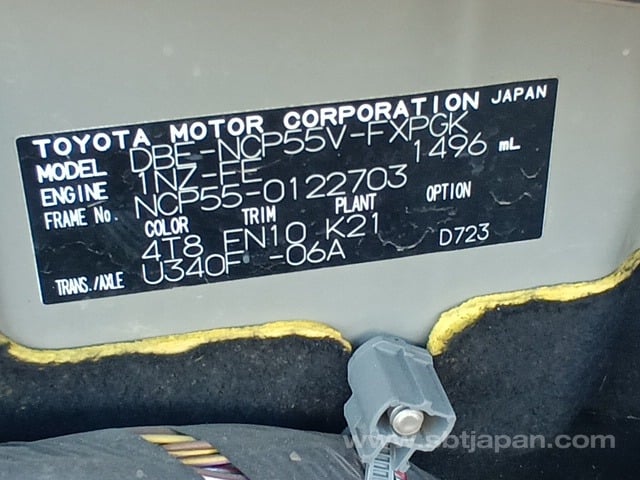 TOYOTA MOTOR CORPORATION JAPAN
MODEL DBE-NCP55V-FXPGK
ENGINE 1NZ-FE 1496 mL
FRAME No. NCP55-0122703
COLOR TRIM PLANT OPTION
4T8 FN10 K21
TRANS./AXLE U340F -06A D723
www.sbtjapan.com